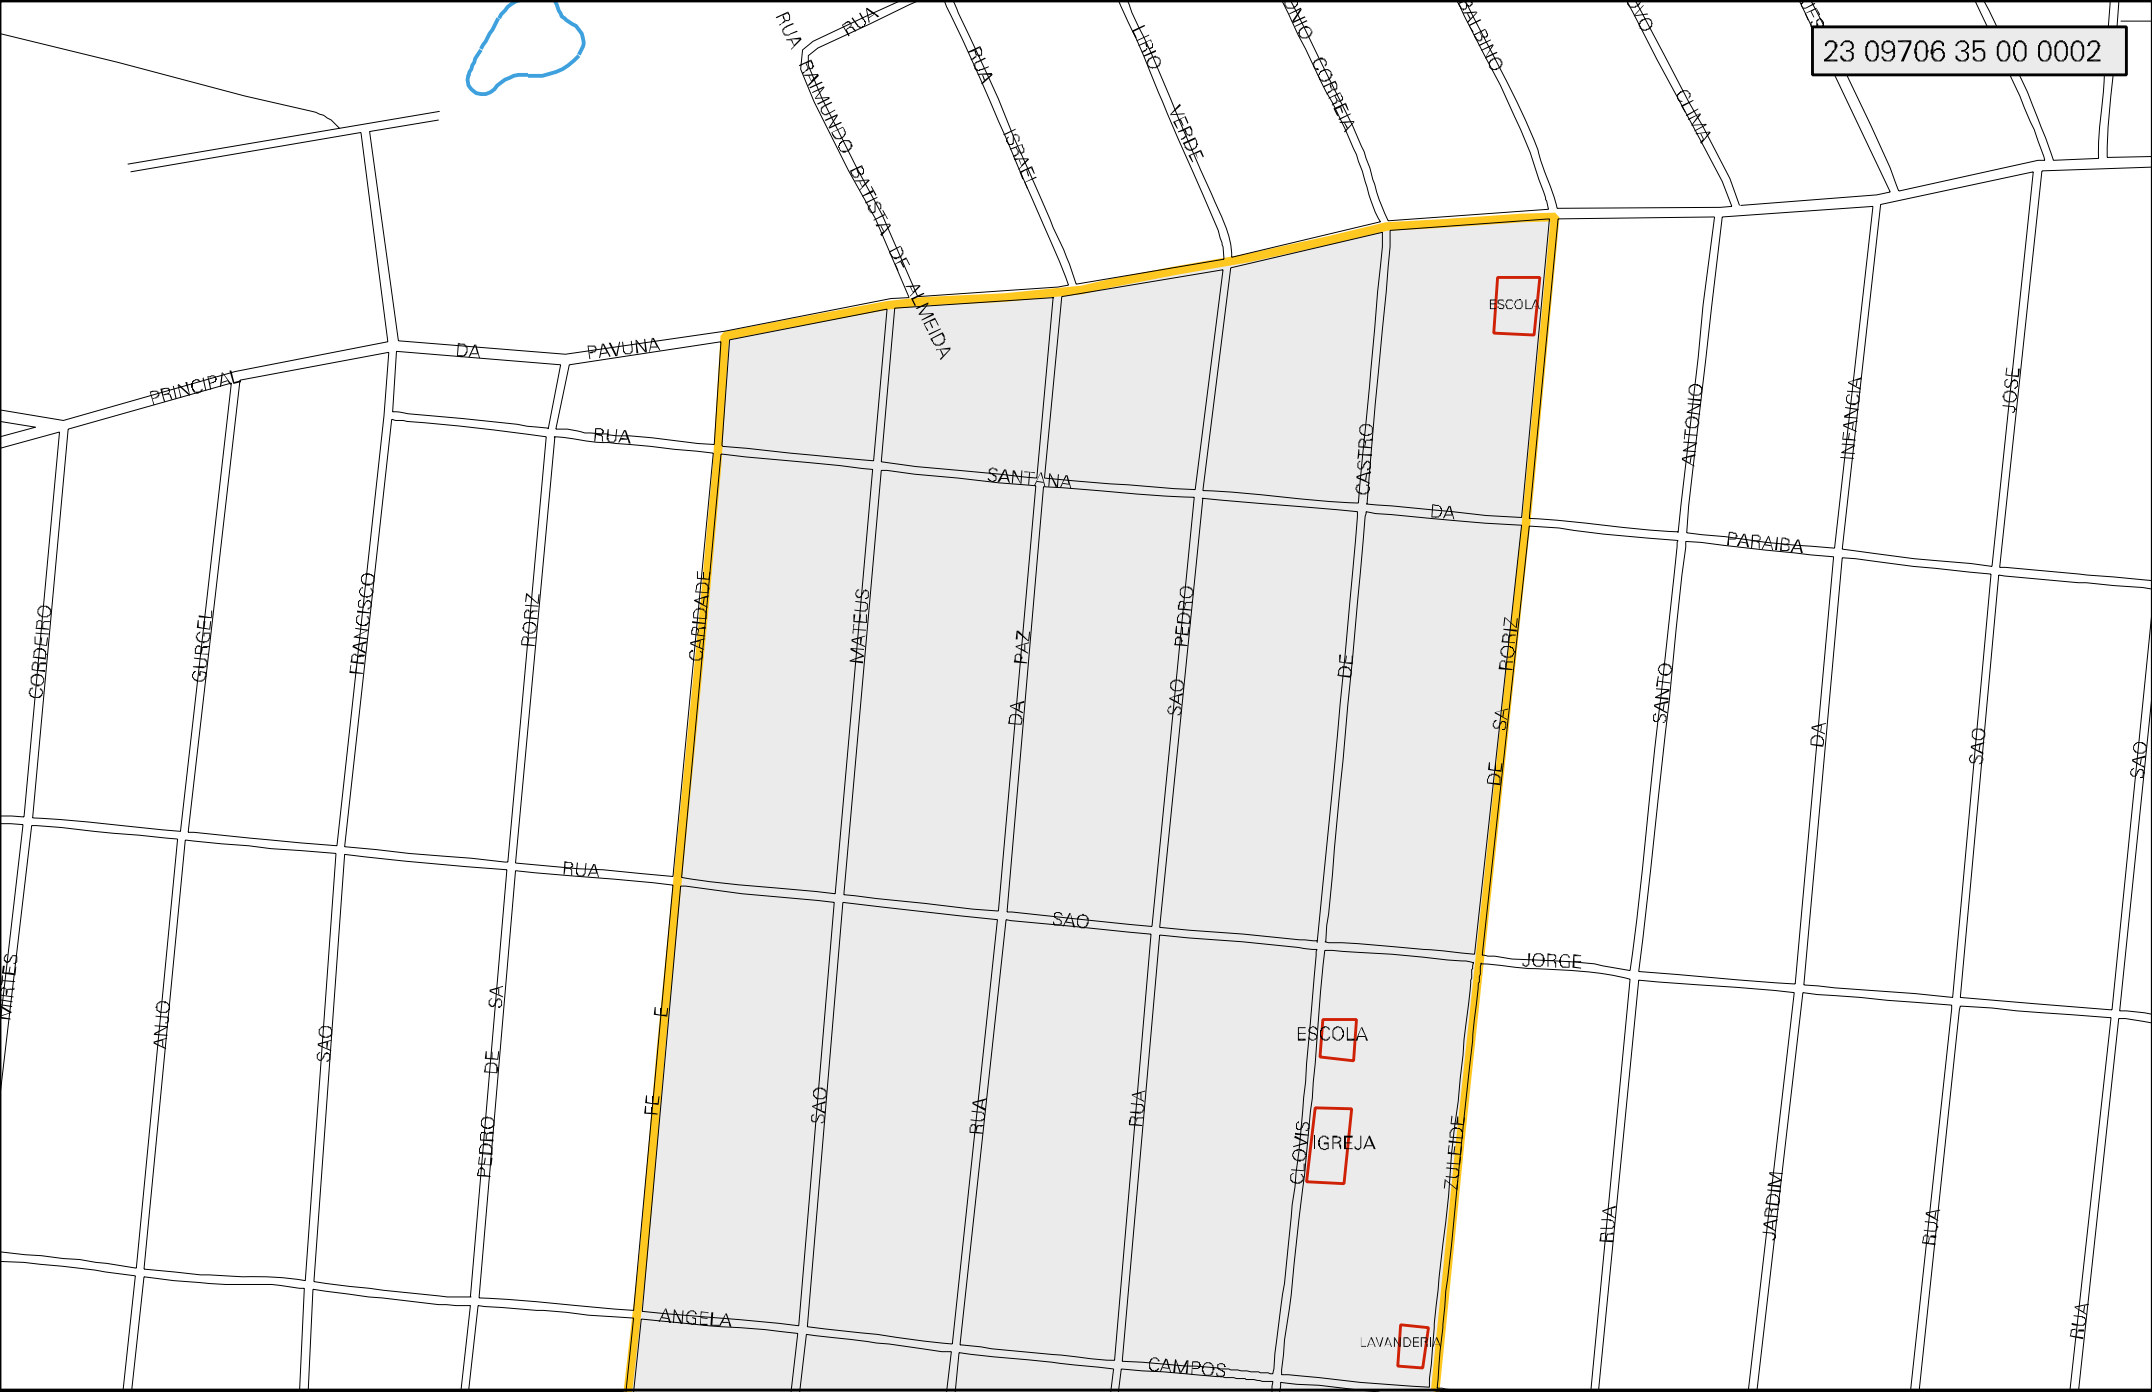 23 09706 35 00 0002
RUA RAIMUNDO BATISTA DE ALMEIDA
RUA
RUA ISRAEL
LIRIO VERDE
CORREIA
BALBINO
CLIMA
PRINCIPAL DA PAVUNA
RUA SANTANA DA PARAIBA
RUA SAO JORGE
ANGELA CAMPOS
MIRTES CORDEIRO
ANJO GURGEL
SAO FRANCISCO
PEDRO DE SA RORIZ
FE E CARIDADE
SAO MATEUS
RUA DA PAZ
RUA SAO PEDRO
CLOVIS DE CASTRO
ZULEIDE DE SA RORIZ
RUA SANTO ANTONIO
JARDIM DA INFANCIA
RUA SAO JOSE
RUA SAO
ESCOLA
ESCOLA
IGREJA
LAVANDERIA